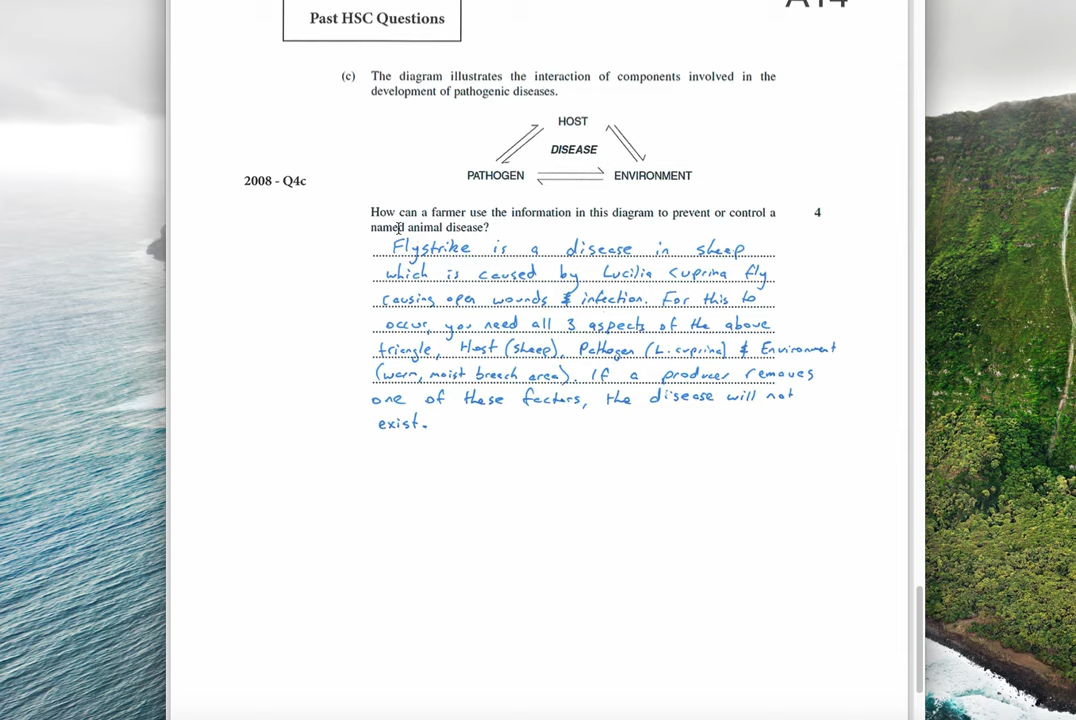 Past HSC Questions
(c) The diagram illustrates the interaction of components involved in the
development of pathogenic diseases.
HOST
DISEASE
PATHOGEN ENVIRONMENT
2008 - Q4c
How can a farmer use the information in this diagram to prevent or control a 4
named animal disease?
Flystrike is a disease in sheep
which is caused by Lucilia cuprina fly
causing open wounds & infection. For this to
occur, you need all 3 aspects of the above
triangle, Host (sheep), Pathogen (L. cuprina) & Environment
(warm, moist breach area). If a producer removes
one of these factors, the disease will not
exist.